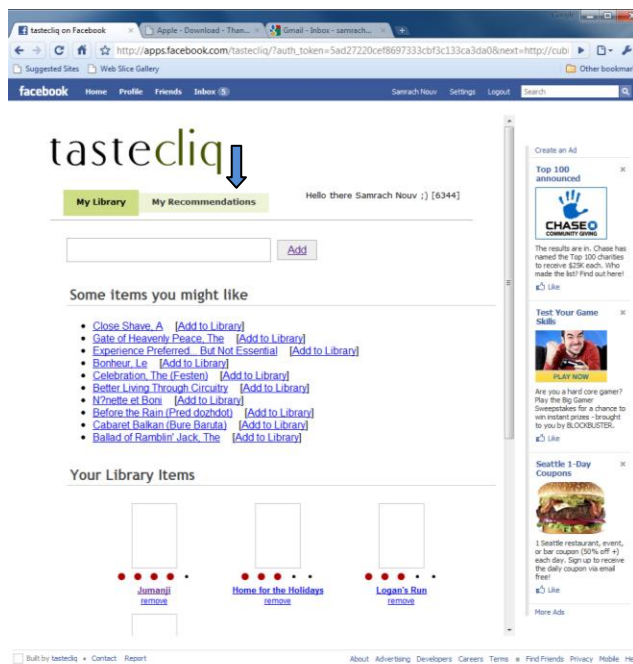 tastecliq on Facebook
Apple - Download - Than...
Gmail - Inbox - samrach...
http://apps.facebook.com/tastecliq/?auth_token=5ad27220cef8697333cbf3c133ca3da0&next=http://cubi
Suggested Sites
Web Slice Gallery
Other bookmar
facebook Home Profile Friends Inbox 5 Samrach Nouv Settings Logout Search
tastecliq
My Library My Recommendations Hello there Samrach Nouv ;) [6344]
Add
Some items you might like
Close Shave, A [Add to Library]
Gate of Heavenly Peace, The [Add to Library]
Experience Preferred... But Not Essential [Add to Library]
Bonheur, Le [Add to Library]
Celebration, The (Festen) [Add to Library]
Better Living Through Circuitry [Add to Library]
N?nette et Boni [Add to Library]
Before the Rain (Pred dozhdot) [Add to Library]
Cabaret Balkan (Bure Baruta) [Add to Library]
Ballad of Ramblin' Jack, The [Add to Library]
Your Library Items
Jumanji
remove
Home for the Holidays
remove
Logan's Run
remove
Create an Ad
Top 100
announced
CHASE
COMMUNITY GIVING
The results are in. Chase has
named the Top 100 charities
to receive $25K each. Who
made the list? Find out here!
Like
Test Your Game
Skills
PLAY NOW
Are you a hard core gamer?
Play the Big Gamer
Sweepstakes for a chance to
win instant prizes - brought
to you by BLOCKBUSTER.
Like
Seattle 1-Day
Coupons
1 Seattle restaurant, event,
or bar coupon (50% off +)
each day. Sign up to receive
the daily coupon via email
free!
Like
More Ads
Built by tastecliq Contact Report About Advertising Developers Careers Terms Find Friends Privacy Mobile He